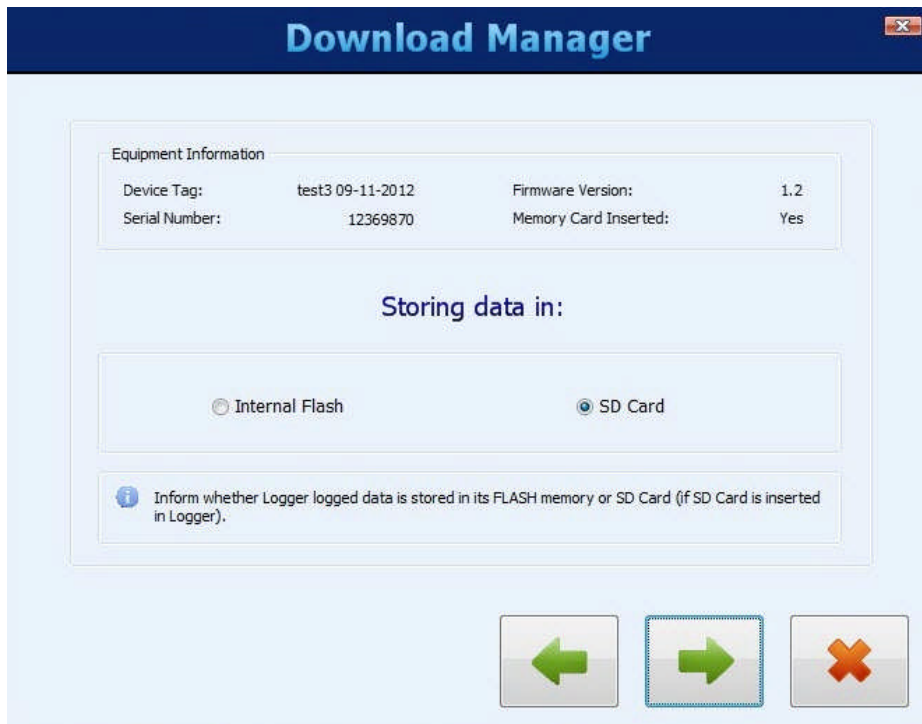 Download Manager
Equipment Information
Device Tag: test3 09-11-2012 Firmware Version: 1.2
Serial Number: 12369870 Memory Card Inserted: Yes
Storing data in:
Internal Flash SD Card
Inform whether Logger logged data is stored in its FLASH memory or SD Card (if SD Card is inserted
in Logger).